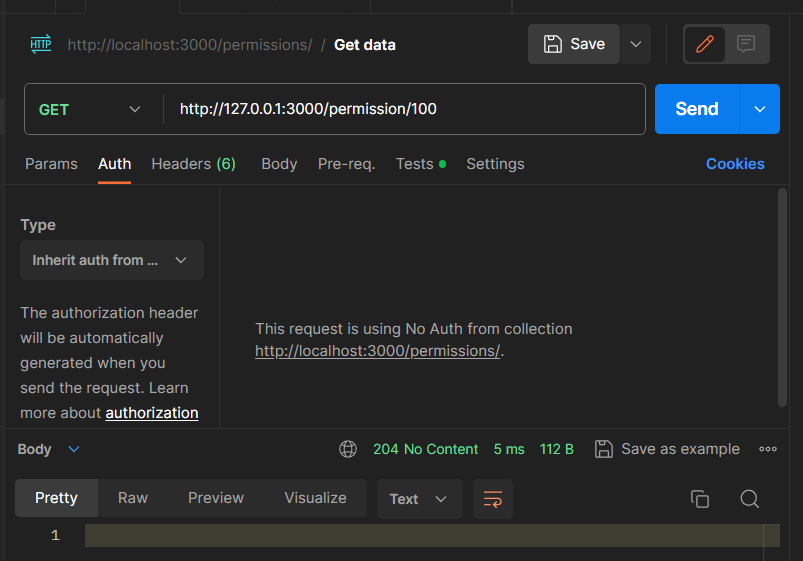 HTTP http://localhost:3000/permissions/ / Get data Save
GET http://127.0.0.1:3000/permission/100 Send
Params Auth Headers (6) Body Pre-req. Tests Settings Cookies
Type
Inherit auth from ...
The authorization header
will be automatically
generated when you
send the request. Learn
more about authorization
This request is using No Auth from collection
http://localhost:3000/permissions/.
Body 204 No Content 5 ms 112 B Save as example
Pretty Raw Preview Visualize Text
1